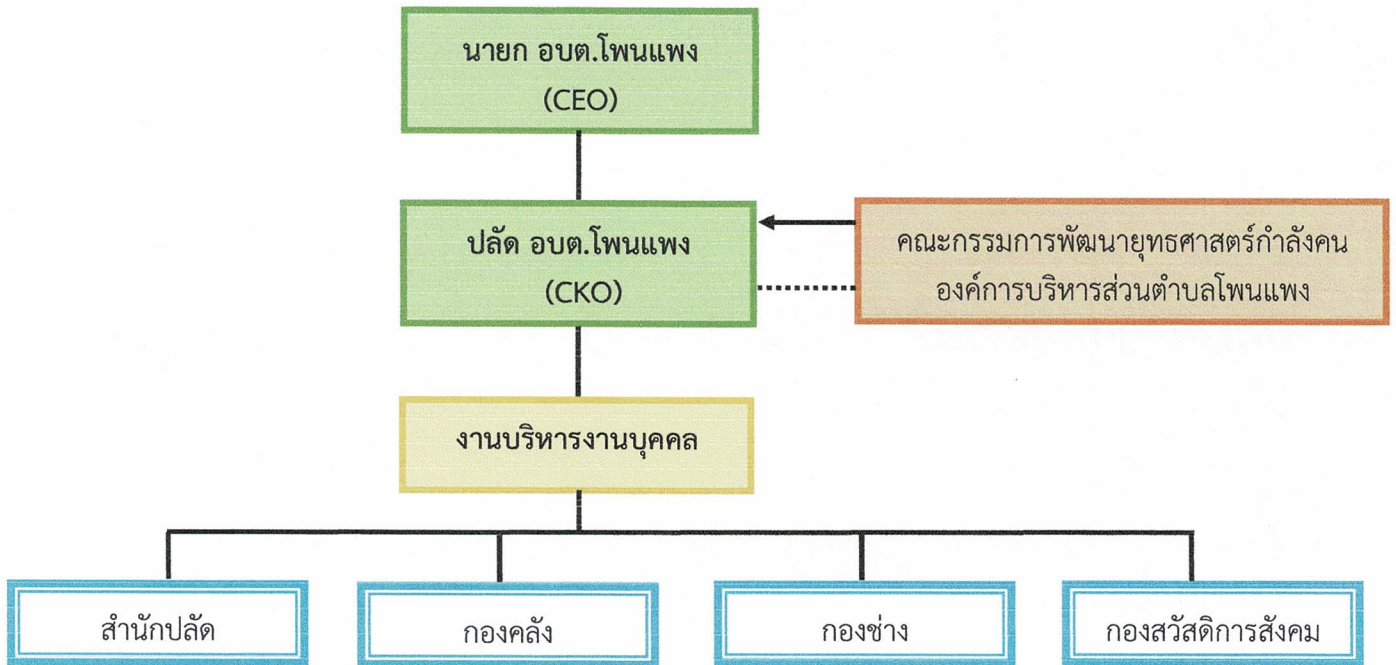 นายก อบต.โพนแพง
(CEO)
ปลัด อบต.โพนแพง
(CKO)
คณะกรรมการพัฒนายุทธศาสตร์กำลังคน
องค์การบริหารส่วนตำบลโพนแพง
งานบริหารงานบุคคล
สำนักปลัด
กองคลัง
กองช่าง
กองสวัสดิการสังคม